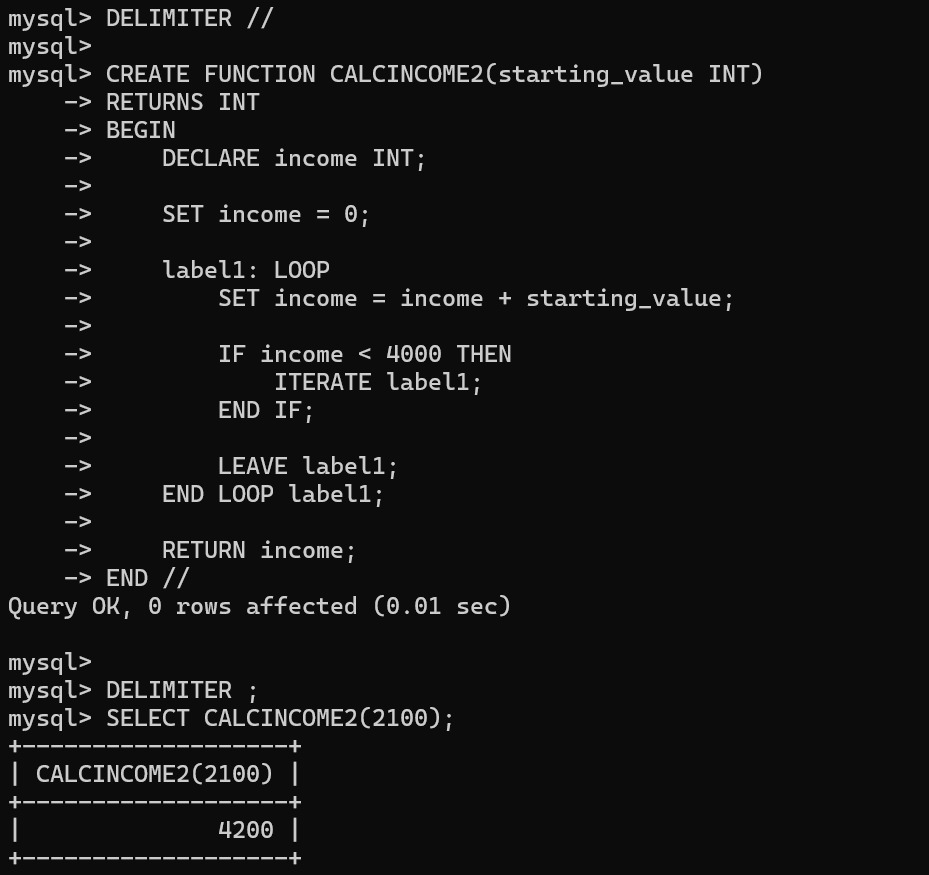 mysql> DELIMITER //
mysql>
mysql> CREATE FUNCTION CALCINCOME2(starting_value INT)
    -> RETURNS INT
    -> BEGIN
    ->     DECLARE income INT;
    ->
    ->     SET income = 0;
    ->
    ->     label1: LOOP
    ->         SET income = income + starting_value;
    ->
    ->         IF income < 4000 THEN
    ->             ITERATE label1;
    ->         END IF;
    ->
    ->         LEAVE label1;
    ->     END LOOP label1;
    ->
    ->     RETURN income;
    -> END //
Query OK, 0 rows affected (0.01 sec)

mysql>
mysql> DELIMITER ;
mysql> SELECT CALCINCOME2(2100);
+-------------------+
| CALCINCOME2(2100) |
+-------------------+
|              4200 |
+-------------------+